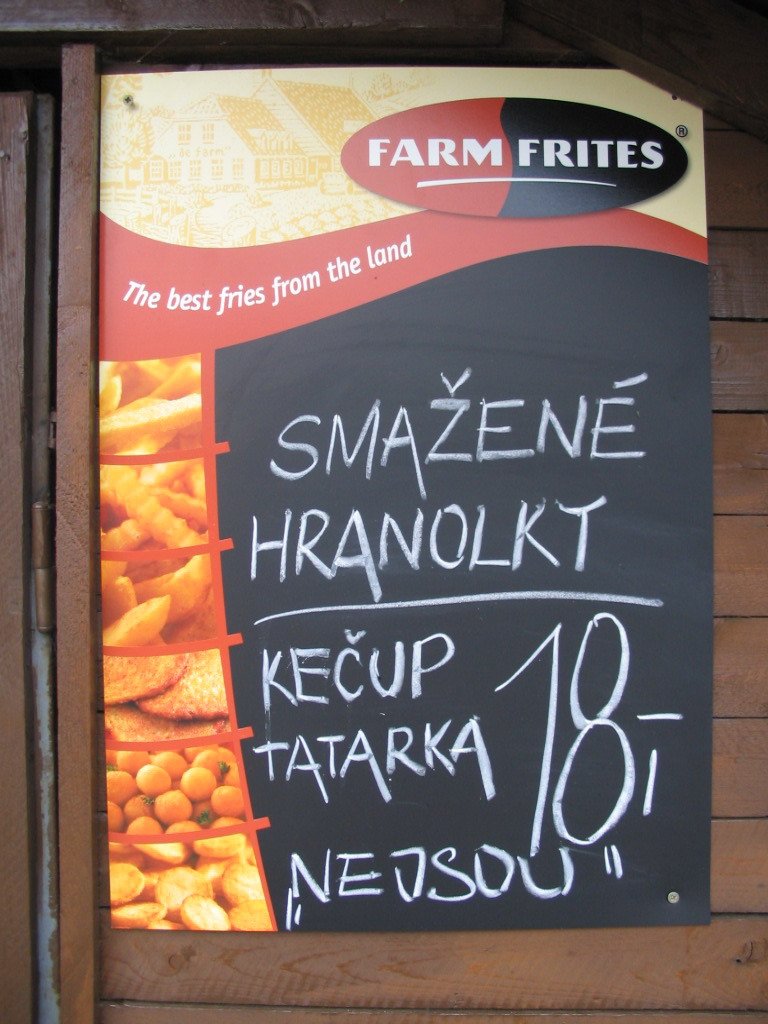 FARM FRITES®
The best fries from the land
SMAŽENÉ
HRANOLKT
KEČUP
TATARKA
18,-
„NEJSOU"